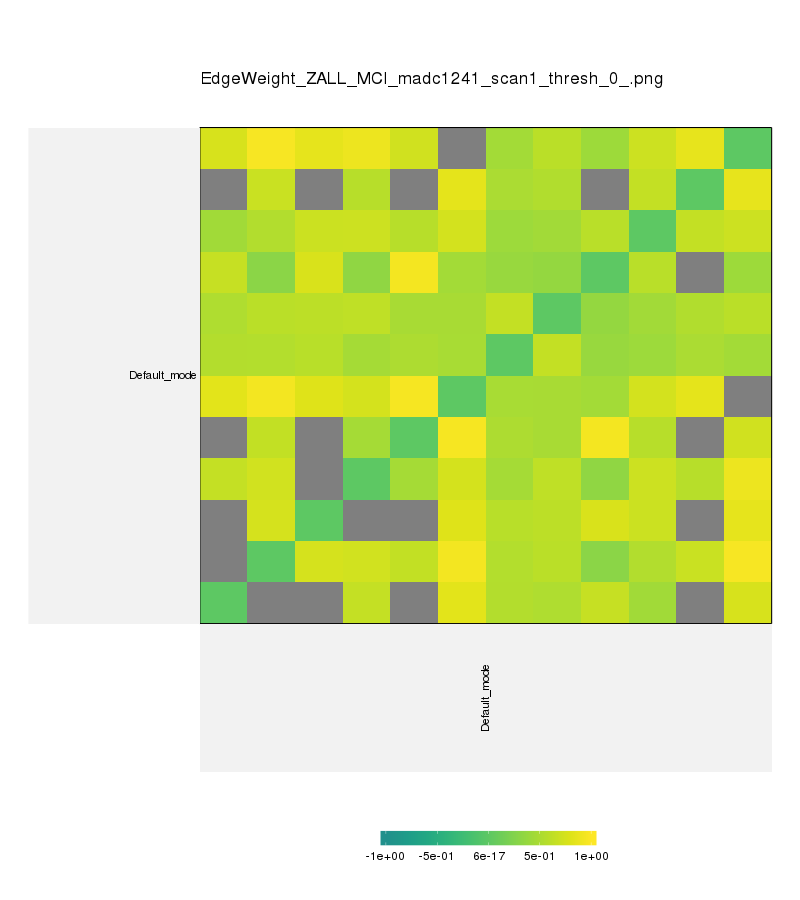 EdgeWeight_ZALL_MCI_madc1241_scan1_thresh_0_.png
Default_mode
Default_mode
-1e+00 -5e-01 6e-17 5e-01 1e+00